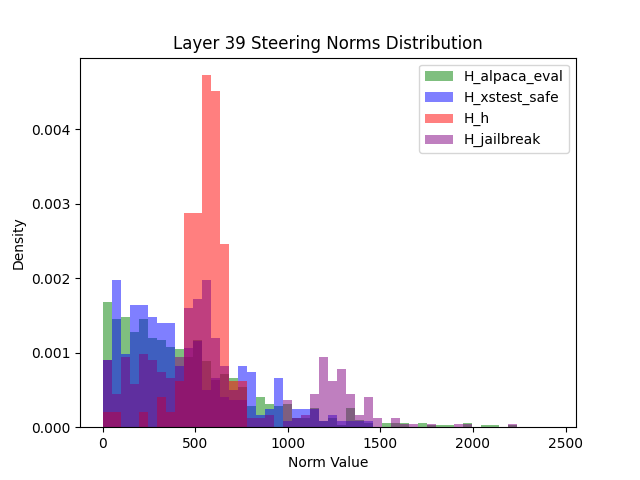 Layer 39 Steering Norms Distribution
H_alpaca_eval
H_xstest_safe
H_h
H_jailbreak
0.004
0.003
0.002
0.001
0.000
Density
0
500
1000
1500
2000
2500
Norm Value